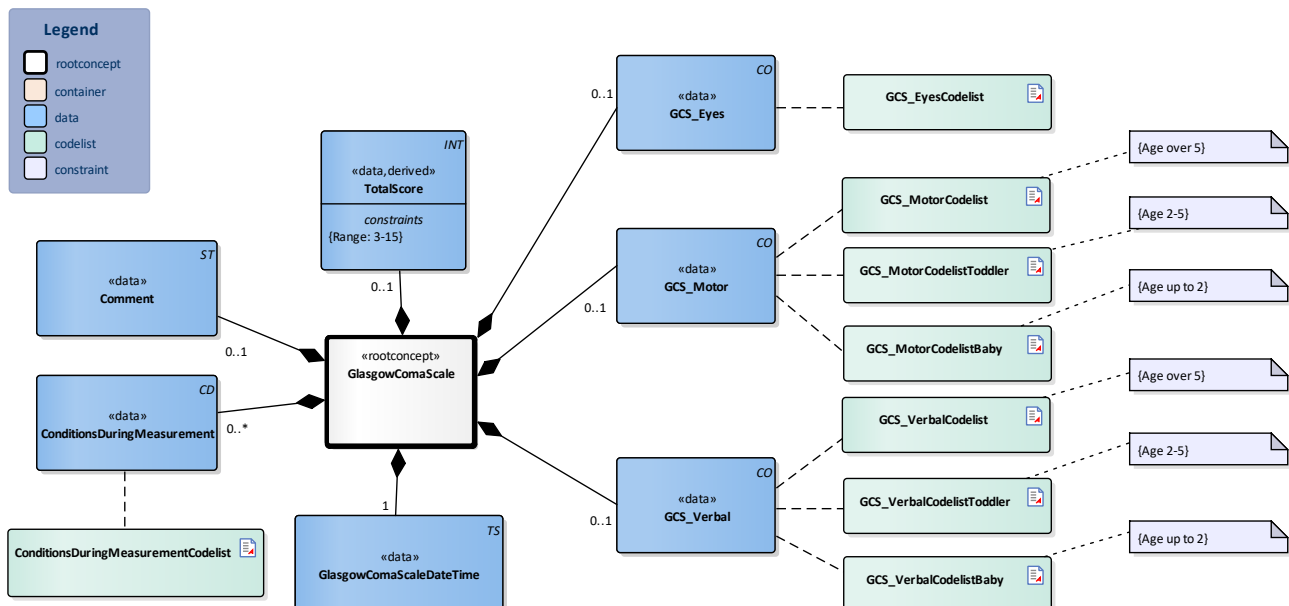 Legend
rootconcept
container
data
codelist
constraint
INT
«data,derived»
TotalScore
constraints
{Range: 3-15}
0..1
ST
«data»
Comment
0..1
CD
«data»
ConditionsDuringMeasurement
0..*
ConditionsDuringMeasurementCodelist
«rootconcept»
GlasgowComaScale
1
TS
«data»
GlasgowComaScaleDateTime
CO
«data»
GCS_Eyes
0..1
GCS_EyesCodelist
CO
«data»
GCS_Motor
0..1
GCS_MotorCodelist
{Age over 5}
GCS_MotorCodelistToddler
{Age 2-5}
GCS_MotorCodelistBaby
{Age up to 2}
CO
«data»
GCS_Verbal
0..1
GCS_VerbalCodelist
{Age over 5}
GCS_VerbalCodelistToddler
{Age 2-5}
GCS_VerbalCodelistBaby
{Age up to 2}